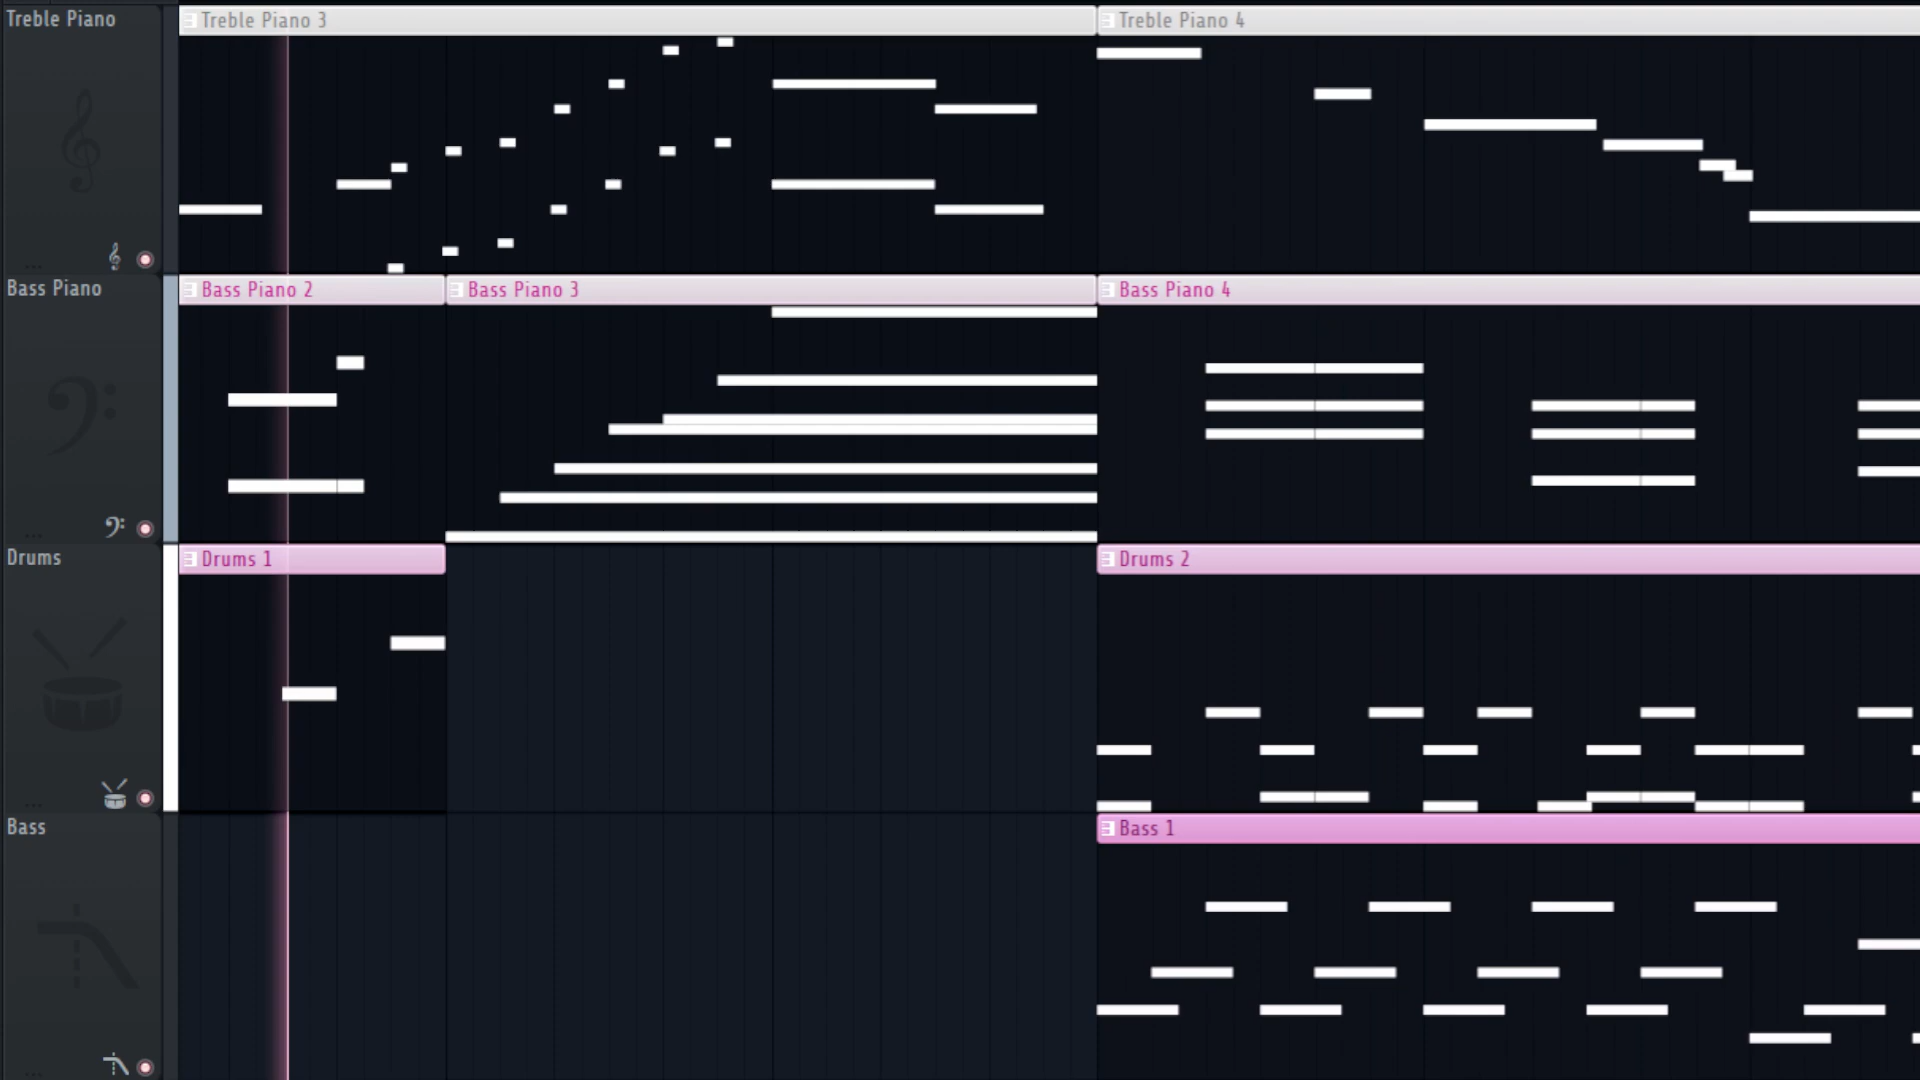 Treble Piano
Treble Piano 3
Treble Piano 4
Bass Piano
Bass Piano 2
Bass Piano 3
Bass Piano 4
Drums
Drums 1
Drums 2
Bass
Bass 1